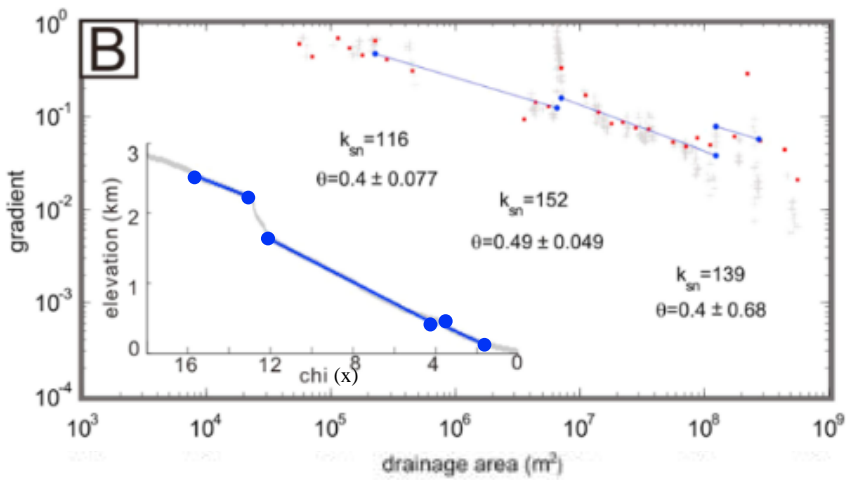 B
10^0
10^-1
10^-2
10^-3
10^-4
gradient
k_sn=116
θ=0.4 ± 0.077
k_sn=152
θ=0.49 ± 0.049
k_sn=139
θ=0.4 ± 0.68
3
2
1
0
elevation (km)
16 12 8 4 0
chi (x)
10^3 10^4 10^5 10^6 10^7 10^8 10^9
drainage area (m²)